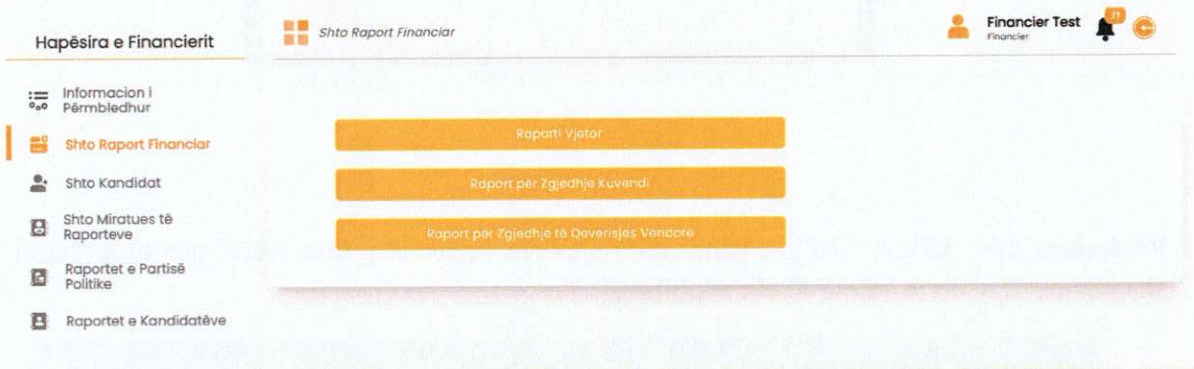 Hapësira e Financierit
Shto Raport Financiar
Financier Test
Financier
Informacion i
Përmbledhur
Shto Raport Financiar
Shto Kandidat
Shto Miratues të
Raporteve
Raportet e Partisë
Politike
Raportet e Kandidatëve
Raporti Vjetor
Raport për Zgjedhje Kuvendi
Raport për Zgjedhje të Qeverisjes Vendore